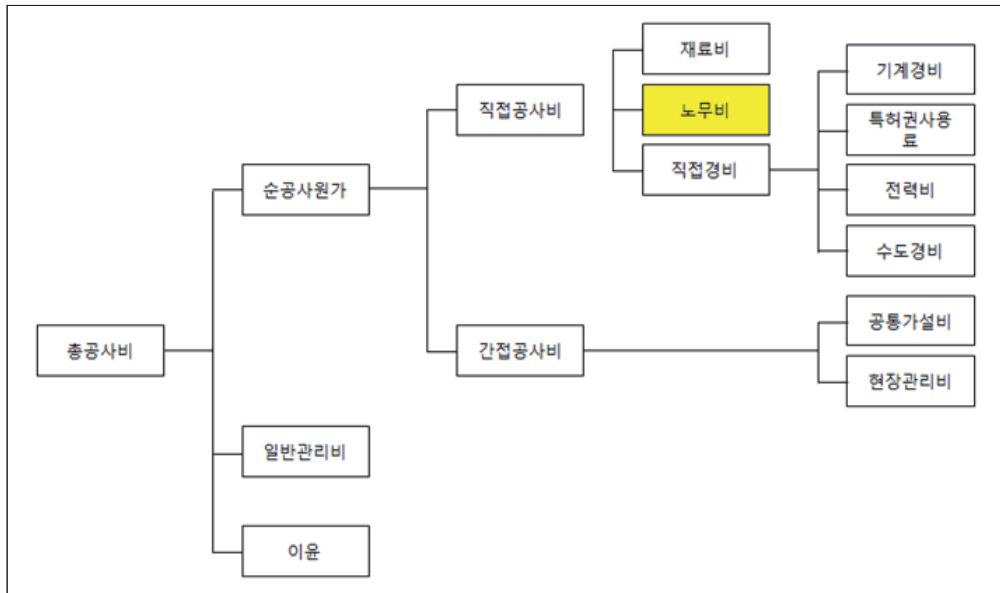 재료비
기계경비
직접공사비
노무비
특허권사용
료
순공사원가
직접경비
전력비
수도경비
총공사비
간접공사비
공통가설비
현장관리비
일반관리비
이윤